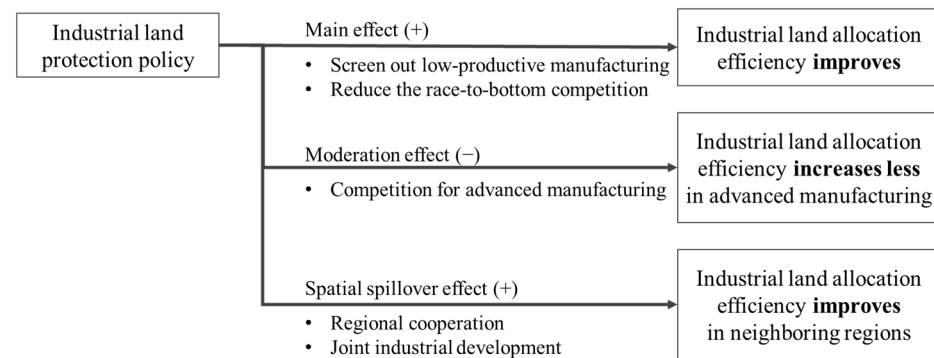 Industrial land
protection policy
Main effect (+)
• Screen out low-productive manufacturing
• Reduce the race-to-bottom competition
Industrial land allocation
efficiency improves
Moderation effect (−)
• Competition for advanced manufacturing
Industrial land allocation
efficiency increases less
in advanced manufacturing
Spatial spillover effect (+)
• Regional cooperation
• Joint industrial development
Industrial land allocation
efficiency improves
in neighboring regions